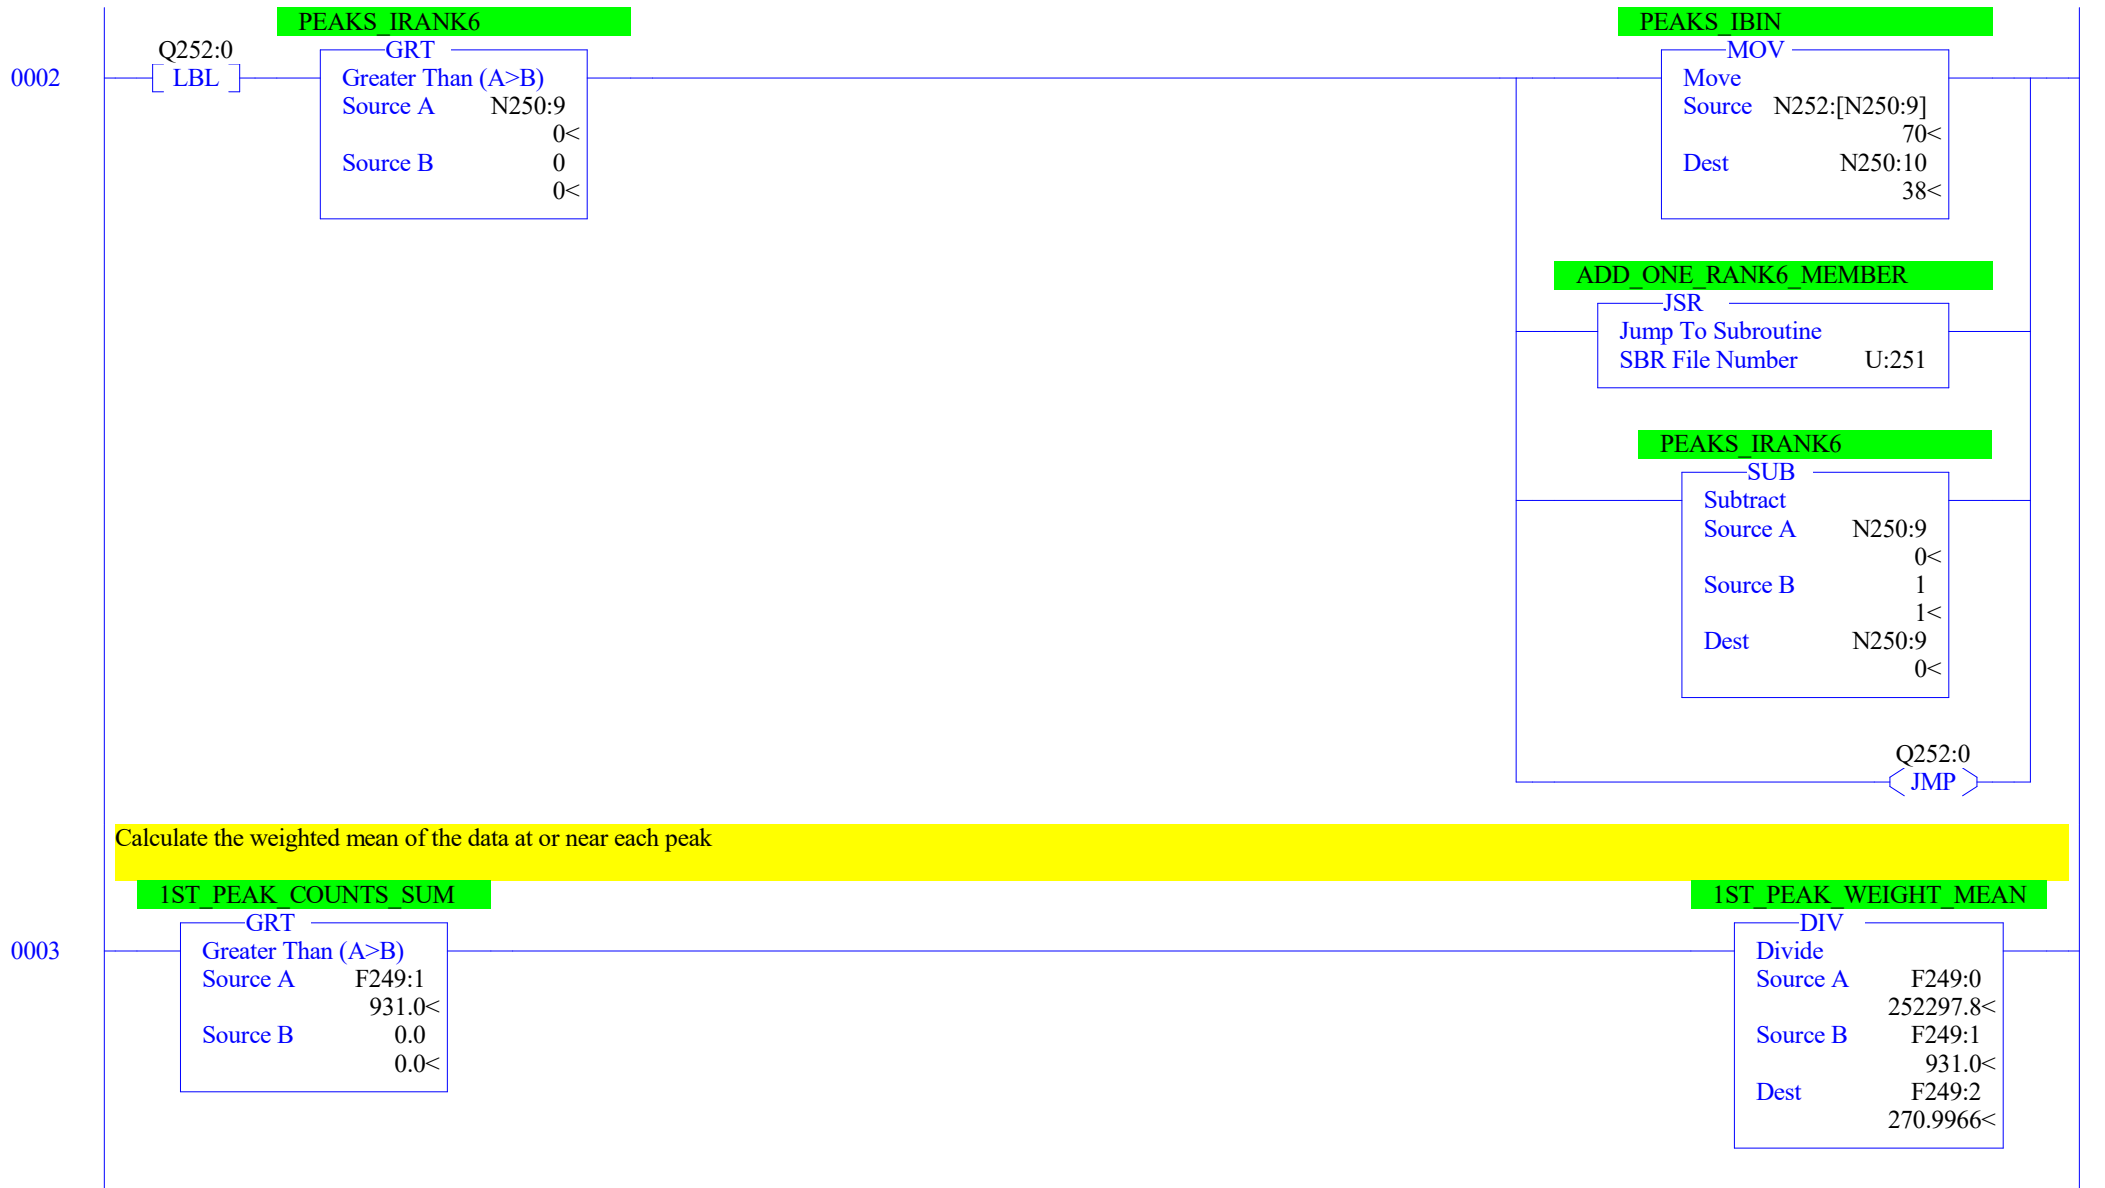 PEAKS_IRANK6
PEAKS_IBIN
Q252:0
GRT
MOV
0002
LBL
Greater Than (A>B)
Move
Source A N250:9
Source N252:[N250:9]
0<
70<
Source B 0
Dest N250:10
0<
38<
ADD_ONE_RANK6_MEMBER
JSR
Jump To Subroutine
SBR File Number U:251
PEAKS_IRANK6
SUB
Subtract
Source A N250:9
0<
Source B 1
1<
Dest N250:9
0<
Q252:0
JMP
Calculate the weighted mean of the data at or near each peak
1ST_PEAK_COUNTS_SUM
1ST_PEAK_WEIGHT_MEAN
GRT
DIV
0003
Greater Than (A>B)
Divide
Source A F249:1
Source A F249:0
931.0<
252297.8<
Source B 0.0
Source B F249:1
0.0<
931.0<
Dest F249:2
270.9966<